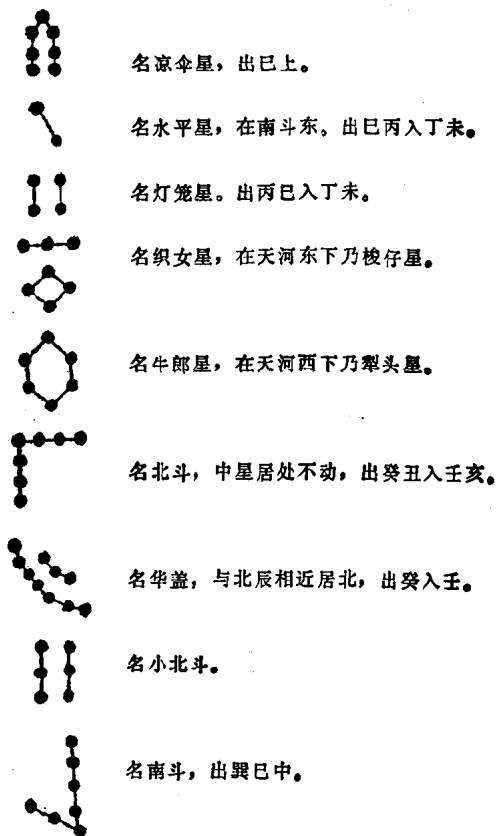 名凉伞星，出巳上。
名水平星，在南斗东。出巳丙入丁未。
名灯笼星。出丙巳入丁未。
名织女星，在天河东下乃梭仔星。
名牛郎星，在天河西下乃犁头星。
名北斗，中星居处不动，出癸丑入壬亥。
名华盖，与北辰相近居北，出癸入壬。
名小北斗。
名南斗，出巽巳中。